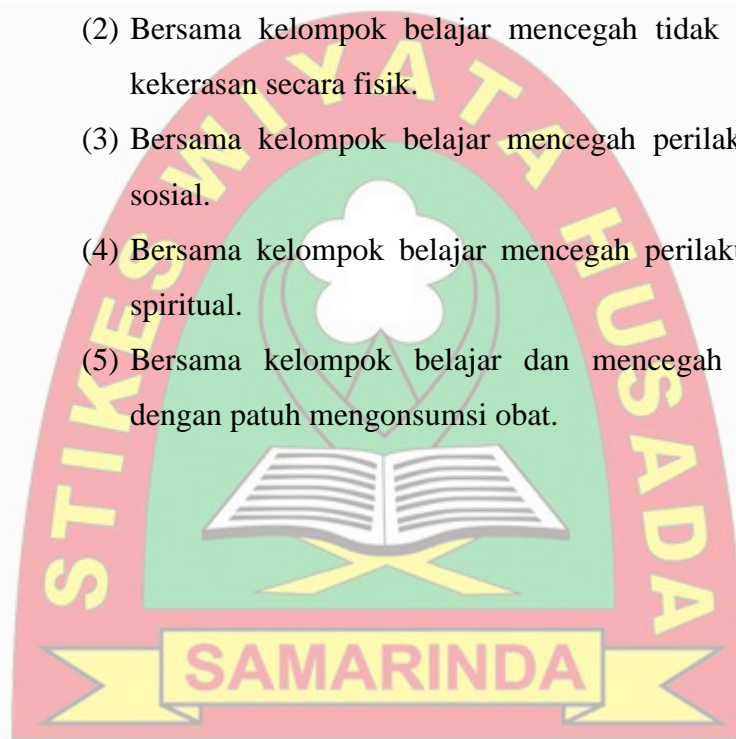 (2) Bersama kelompok belajar mencegah tidak
kekerasan secara fisik.
(3) Bersama kelompok belajar mencegah perilak
sosial.
(4) Bersama kelompok belajar mencegah perilaku
spiritual.
(5) Bersama kelompok belajar dan mencegah
dengan patuh mengonsumsi obat.
STIKES WIYATA HUSADA
SAMARINDA